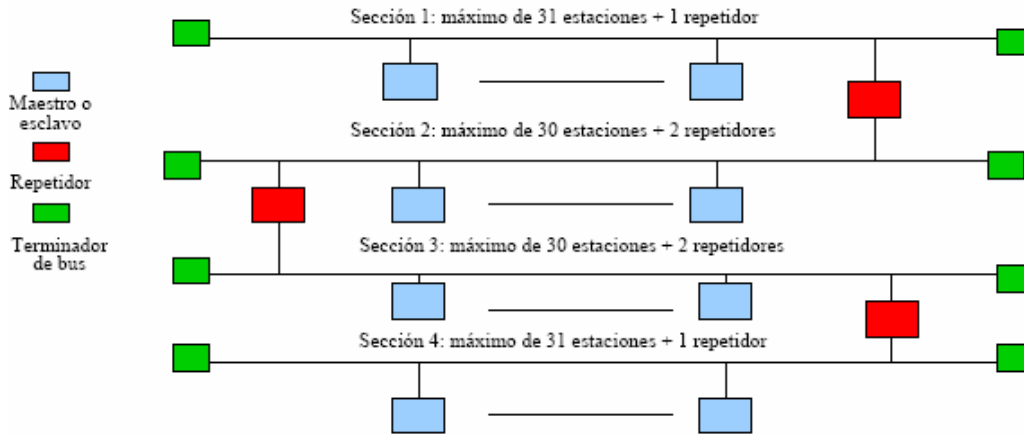 Sección 1: máximo de 31 estaciones + 1 repetidor
Maestro o
esclavo
Sección 2: máximo de 30 estaciones + 2 repetidores
Repetidor
Terminador
de bus
Sección 3: máximo de 30 estaciones + 2 repetidores
Sección 4: máximo de 31 estaciones + 1 repetidor